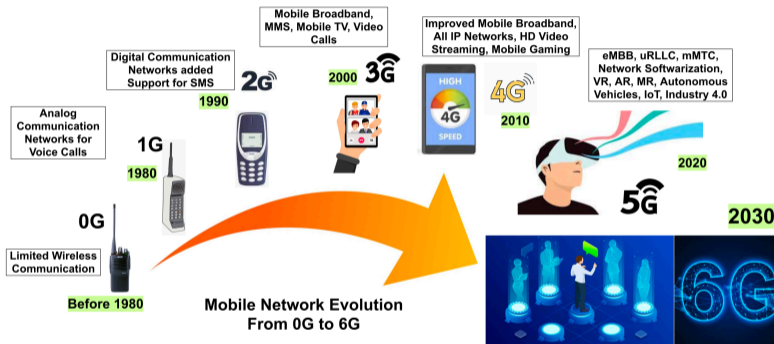 0G
Limited Wireless
Communication
Before 1980
Analog
Communication
Networks for
Voice Calls
1G
1980
Digital Communication
Networks added
Support for SMS
2G
1990
Mobile Broadband,
MMS, Mobile TV, Video
Calls
2000
3G
Improved Mobile Broadband,
All IP Networks, HD Video
Streaming, Mobile Gaming
HIGH
4G
SPEED
4G
2010
eMBB, uRLLC, mMTC,
Network Softwarization,
VR, AR, MR, Autonomous
Vehicles, IoT, Industry 4.0
2020
5G
2030
6G
Mobile Network Evolution
From 0G to 6G